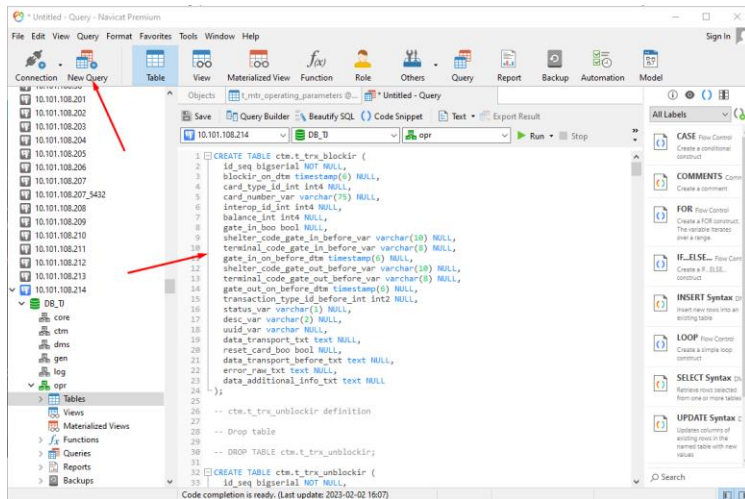 * Untitled - Query - Navicat Premium
File Edit View Query Format Favorites Tools Window Help
Sign In
Connection New Query Table View Materialized View Function Role Others Query Report Backup Automation Model
10.101.108.201
10.101.108.202
10.101.108.203
10.101.108.204
10.101.108.205
10.101.108.206
10.101.108.207
10.101.108.207_5432
10.101.108.208
10.101.108.209
10.101.108.210
10.101.108.211
10.101.108.212
10.101.108.213
10.101.108.214
DB_TJ
core
ctm
dms
gen
log
opr
Tables
Views
Materialized Views
Functions
Queries
Reports
Backups
Objects t_mtr_operating_parameters @... * Untitled - Query
Save Query Builder Beautify SQL () Code Snippet Text Export Result
10.101.108.214 DB_TJ opr Run Stop
1 CREATE TABLE ctm.t_trx_blockir (
2 id_seq bigserial NOT NULL,
3 blockir_on_dtm timestamp(6) NULL,
4 card_type_id_int int4 NULL,
5 card_number_var varchar(75) NULL,
6 interop_id_int int4 NULL,
7 balance_int int4 NULL,
8 gate_in_boo bool NULL,
9 shelter_code_gate_in_before_var varchar(10) NULL,
10 terminal_code_gate_in_before_var varchar(8) NULL,
11 gate_in_on_before_dtm timestamp(6) NULL,
12 shelter_code_gate_out_before_var varchar(10) NULL,
13 terminal_code_gate_out_before_var varchar(8) NULL,
14 gate_out_on_before_dtm timestamp(6) NULL,
15 transaction_type_id_before_int int2 NULL,
16 status_var varchar(1) NULL,
17 desc_var varchar(2) NULL,
18 uuid_var varchar NULL,
19 data_transport_txt text NULL,
20 reset_card_boo bool NULL,
21 data_transport_before_txt text NULL,
22 error_raw_txt text NULL,
23 data_additional_info_txt text NULL
24 );
25
26 -- ctm.t_trx_unblockir definition
27
28 -- Drop table
29
30 -- DROP TABLE ctm.t_trx_unblockir;
31
32 CREATE TABLE ctm.t_trx_unblockir (
33 id_seq bigserial NOT NULL,
Code completion is ready. (Last update: 2023-02-02 16:07)
All Labels
CASE Flow Control
Create a conditional
construct
COMMENTS Com
Create a comment
FOR Flow Control
Create a FOR construct.
The variable iterates
over a range.
IF...ELSE... Flow Cont
Create a IF...ELSE...
construct
INSERT Syntax
Insert new rows into an
existing table
LOOP Flow Control
Create a simple loop
construct
SELECT Syntax
Retrieve rows selected
from one or more tables
UPDATE Syntax
Updates columns of
existing rows in the
named table with new
values
Search